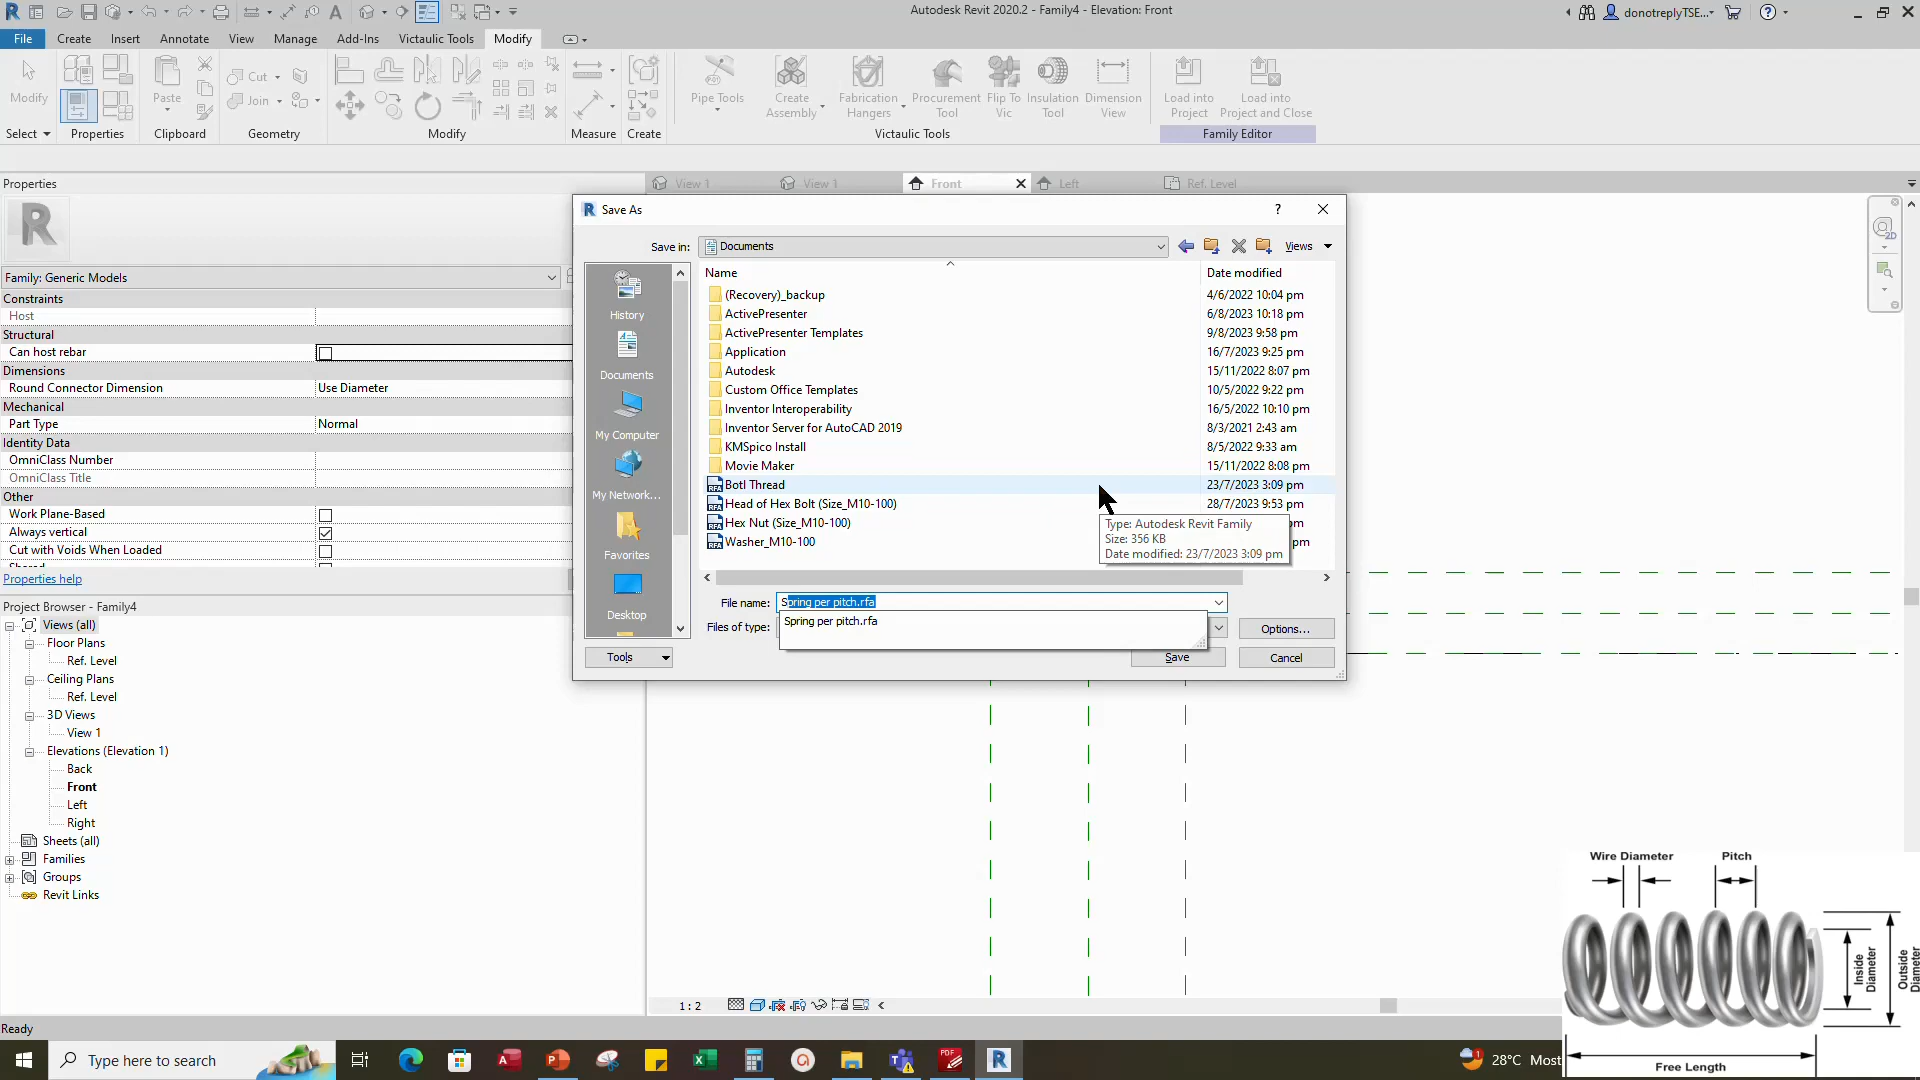 Autodesk Revit 2020.2 - Family4 - Elevation: Front
donotreplyTSE...
File Create Insert Annotate View Manage Add-Ins Victaulic Tools Modify
Modify
Paste
Cut
Join
Pipe Tools
Create Assembly
Fabrication Hangers
Procurement Tool
Flip To Vic
Insulation Tool
Dimension View
Load into Project
Load into Project and Close
Select Properties Clipboard Geometry Modify Measure Create Victaulic Tools Family Editor
Properties
View 1 View 1 Front Left Ref. Level
R
Family: Generic Models
Constraints
Host
Structural
Can host rebar
Dimensions
Round Connector Dimension Use Diameter
Mechanical
Part Type Normal
Identity Data
OmniClass Number
OmniClass Title
Other
Work Plane-Based
Always vertical
Cut with Voids When Loaded
Properties help
Project Browser - Family4
Views (all)
Floor Plans
Ref. Level
Ceiling Plans
Ref. Level
3D Views
View 1
Elevations (Elevation 1)
Back
Front
Left
Right
Sheets (all)
Families
Groups
Revit Links
Save As
Save in: Documents Views
History
Documents
My Computer
My Network...
Favorites
Desktop
Name Date modified
(Recovery)_backup 4/6/2022 10:04 pm
ActivePresenter 6/8/2023 10:18 pm
ActivePresenter Templates 9/8/2023 9:58 pm
Application 16/7/2023 9:25 pm
Autodesk 15/11/2022 8:07 pm
Custom Office Templates 10/5/2022 9:22 pm
Inventor Interoperability 16/5/2022 10:10 pm
Inventor Server for AutoCAD 2019 8/3/2021 2:43 am
KMSpico Install 8/5/2022 9:33 am
Movie Maker 15/11/2022 8:08 pm
Botl Thread 23/7/2023 3:09 pm
Head of Hex Bolt (Size_M10-100) 28/7/2023 9:53 pm
Hex Nut (Size_M10-100) pm
Washer_M10-100 pm
Type: Autodesk Revit Family
Size: 356 KB
Date modified: 23/7/2023 3:09 pm
File name: Spring per pitch.rfa
Spring per pitch.rfa
Files of type:
Options...
Tools Save Cancel
1 : 2
Ready
Wire Diameter Pitch
Inside Diameter
Outside Diameter
Free Length
Type here to search
28°C Most